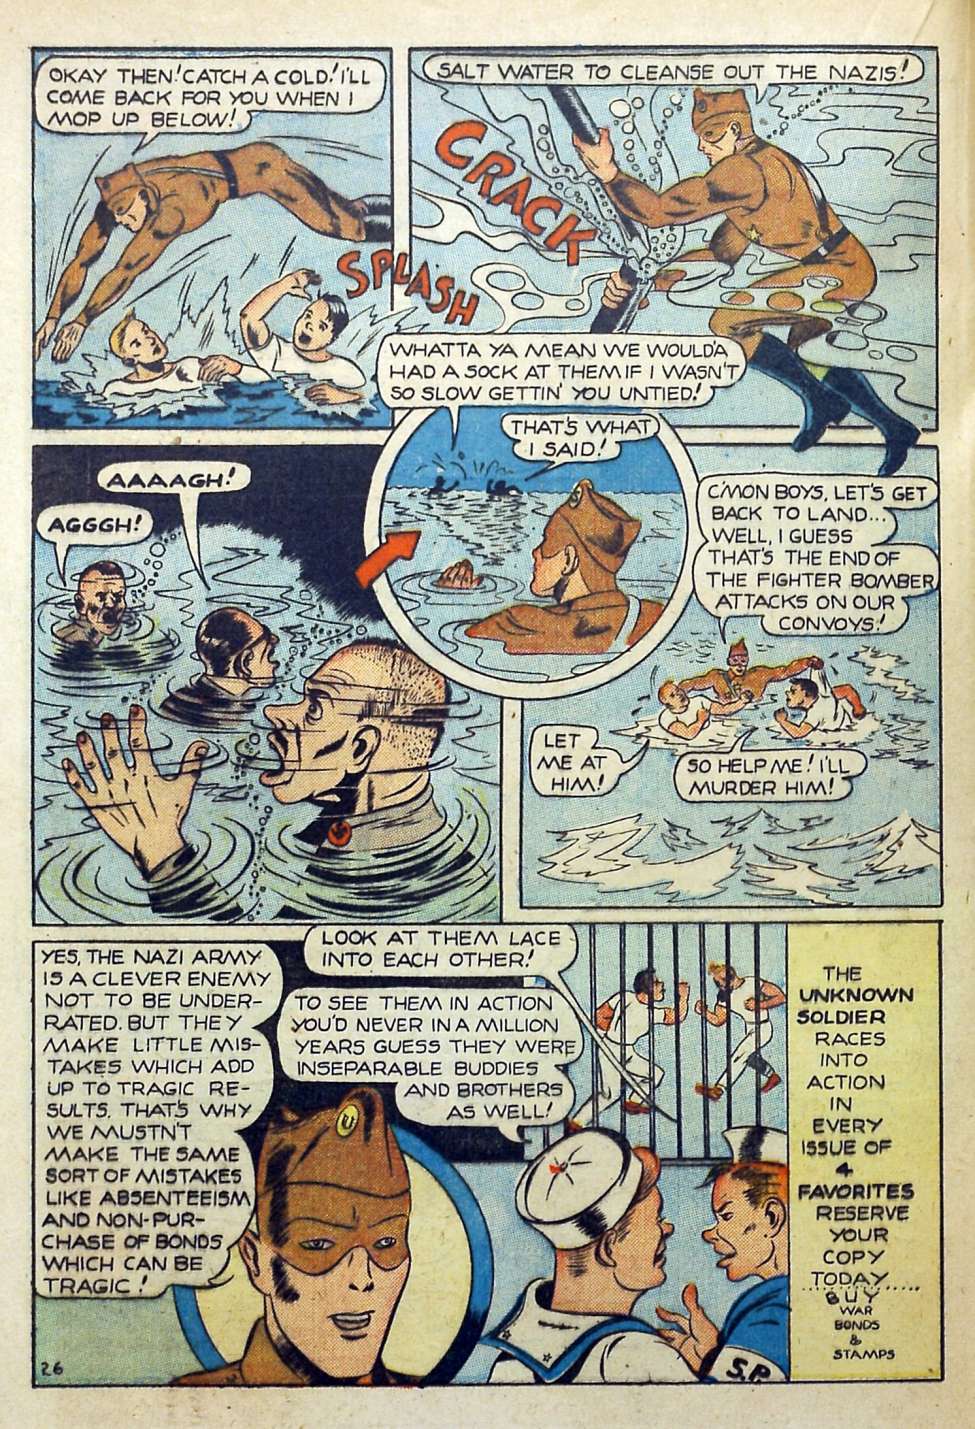 OKAY THEN! CATCH A COLD! I'LL
COME BACK FOR YOU WHEN I
MOP UP BELOW!
SPLASH
SALT WATER TO CLEANSE OUT THE NAZIS!
CRACK
AGGGH!
AAAAGH!
WHATTA YA MEAN WE WOULD'A
HAD A SOCK AT THEM IF I WASN'T
SO SLOW GETTIN' YOU UNTIED!
THAT'S WHAT
I SAID!
C'MON BOYS, LET'S GET
BACK TO LAND...
WELL, I GUESS
THAT'S THE END OF
THE FIGHTER BOMBER
ATTACKS ON OUR
CONVOYS!
LET
ME AT
HIM!
SO HELP ME! I'LL
MURDER HIM!
YES, THE NAZI ARMY
IS A CLEVER ENEMY
NOT TO BE UNDER-
RATED. BUT THEY
MAKE LITTLE MIS-
TAKES WHICH ADD
UP TO TRAGIC RE-
SULTS. THAT'S WHY
WE MUSTN'T
MAKE THE SAME
SORT OF MISTAKES
LIKE ABSENTEEISM
AND NON-PUR-
CHASE OF BONDS
WHICH CAN BE
TRAGIC!
U
26
LOOK AT THEM LACE
INTO EACH OTHER!
TO SEE THEM IN ACTION
YOU'D NEVER IN A MILLION
YEARS GUESS THEY WERE
INSEPARABLE BUDDIES
AND BROTHERS
AS WELL!
S.P.
THE
UNKNOWN
SOLDIER
RACES
INTO
ACTION
IN
EVERY
ISSUE OF
4
FAVORITES
RESERVE
YOUR
COPY
TODAY......
BUY
WAR
BONDS
&
STAMPS